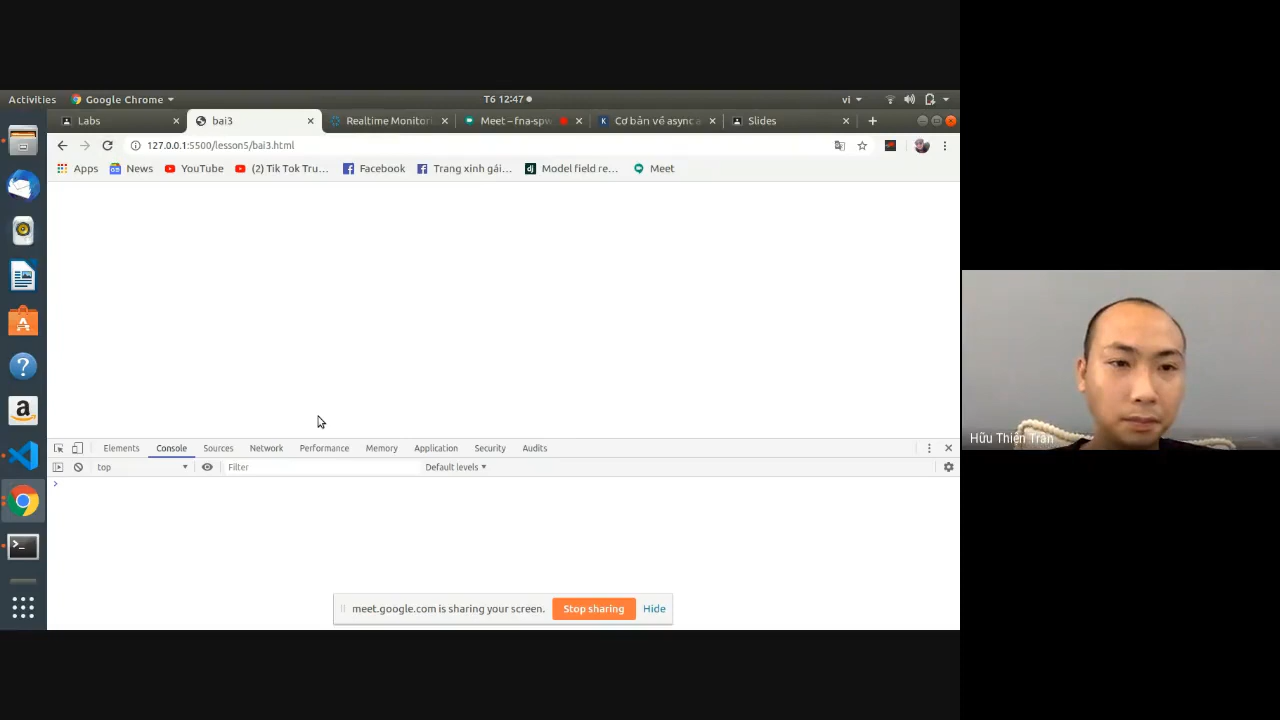 Activities Google Chrome T6 12:47 vi
Labs bai3 Realtime Monitori Meet – fna-spw Cơ bản về async a Slides
127.0.0.1:5500/lesson5/bai3.html
Apps News YouTube (2) Tik Tok Tru... Facebook Trang xinh gái... Model field re... Meet
Elements Console Sources Network Performance Memory Application Security Audits
top Filter Default levels
Hữu Thiện Trần
meet.google.com is sharing your screen. Stop sharing Hide